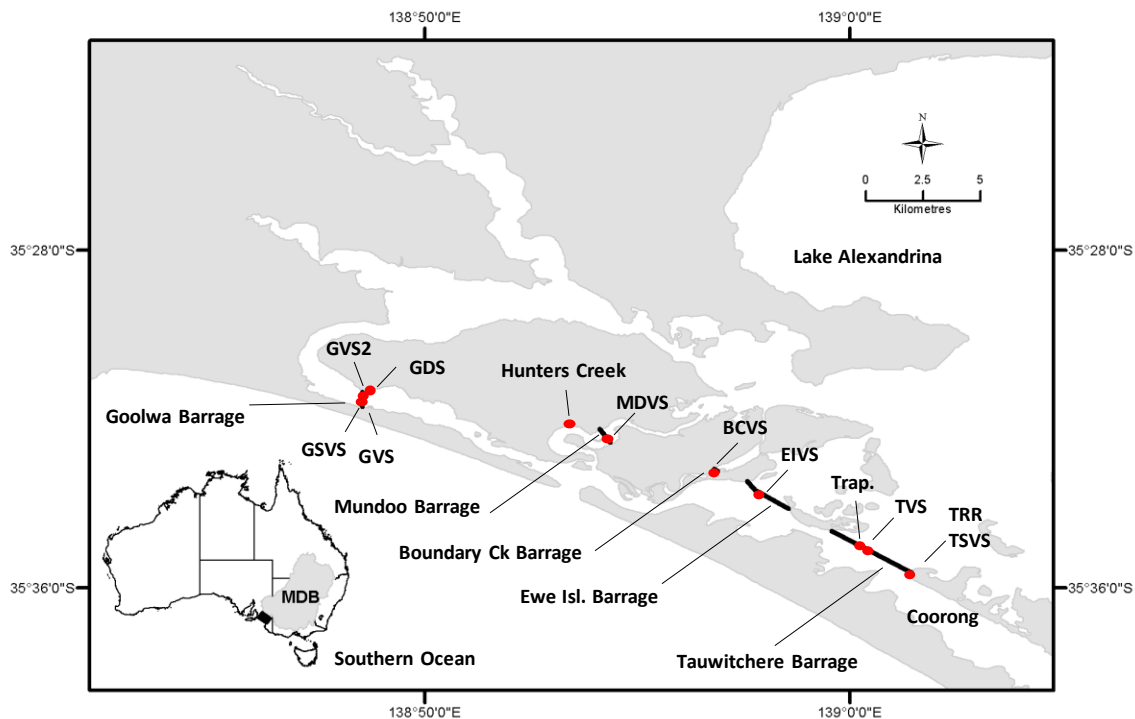 138°50'0"E
139°0'0"E
N
0 2.5 5
Kilometres
35°28'0"S
35°28'0"S
Lake Alexandrina
GVS2
GDS
Hunters Creek
MDVS
Goolwa Barrage
GSVS
GVS
BCVS
EIVS
Mundoo Barrage
Trap.
TVS
TRR
TSVS
Boundary Ck Barrage
Ewe Isl. Barrage
35°36'0"S
35°36'0"S
MDB
Coorong
Southern Ocean
Tauwitchere Barrage
138°50'0"E
139°0'0"E